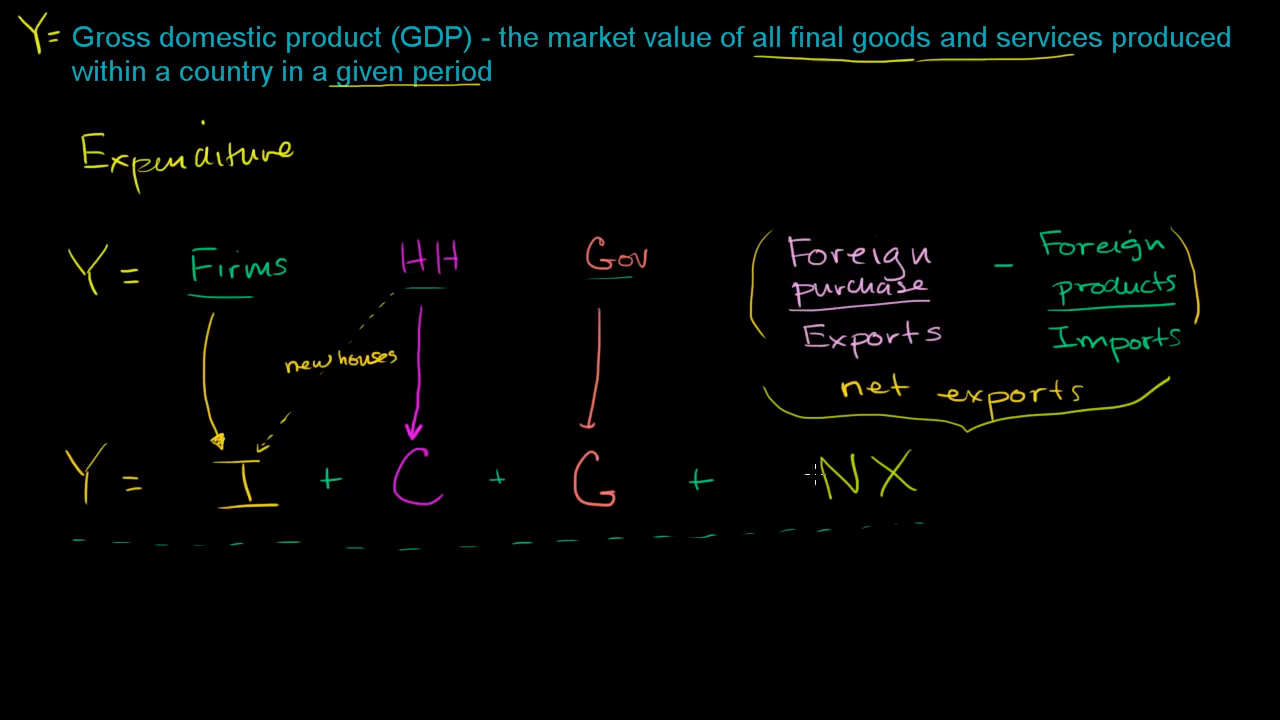 Y= Gross domestic product (GDP) - the market value of all final goods and services produced
within a country in a given period
Expenditure
Y = Firms HH Gov (Foreign purchase Exports - Foreign products Imports)
new houses
net exports
Y = I + C + G + NX